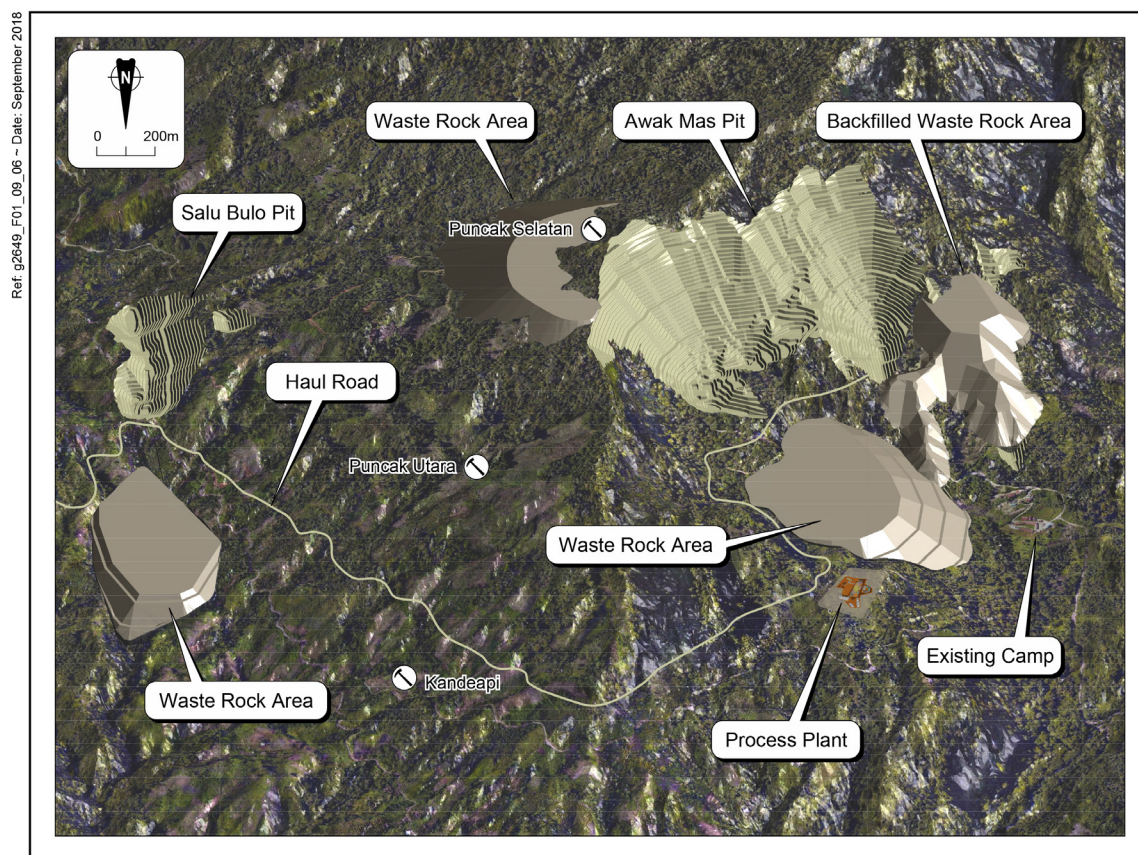 Ref: g2649_F01_09_06 ~ Date: September 2018
N
0 200m
Waste Rock Area
Awak Mas Pit
Backfilled Waste Rock Area
Salu Bulo Pit
Puncak Selatan
Haul Road
Puncak Utara
Waste Rock Area
Existing Camp
Kandeapi
Waste Rock Area
Process Plant